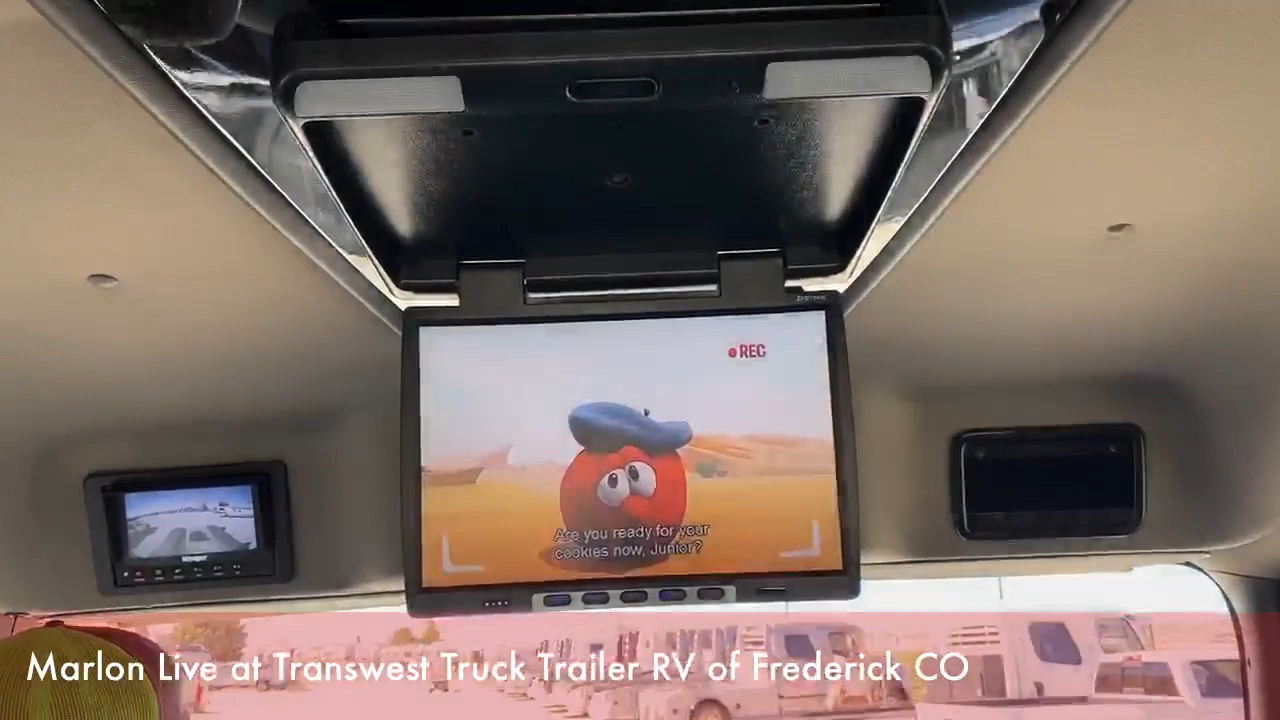 REC
Are you ready for your
cookies now, Junior?
Marlon Live at Transwest Truck Trailer RV of Frederick CO